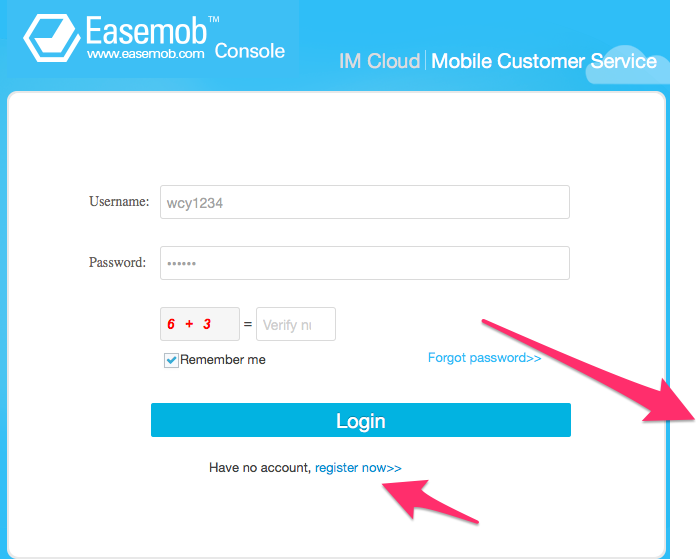 Easemob™
www.easemob.com Console
IM Cloud | Mobile Customer Service
Username: wcy1234
Password: ••••••
6 + 3 = Verify nu
Remember me
Forgot password>>
Login
Have no account, register now>>